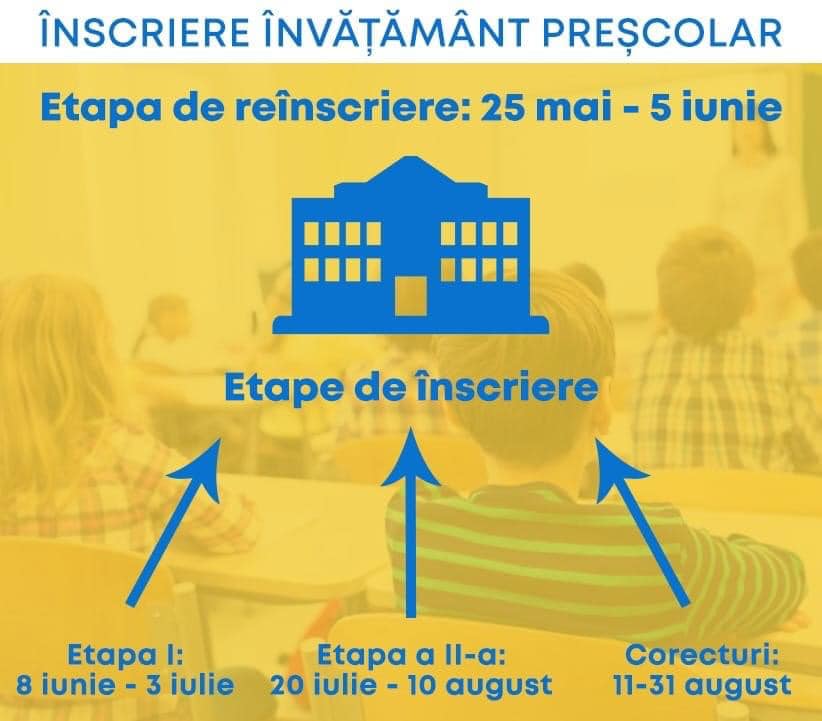 ÎNSCRIERE ÎNVĂȚĂMÂNT PREȘCOLAR
Etapa de reînscriere: 25 mai - 5 iunie
Etape de înscriere
Etapa I:
8 iunie - 3 iulie
Etapa a II-a:
20 iulie - 10 august
Corecturi:
11-31 august